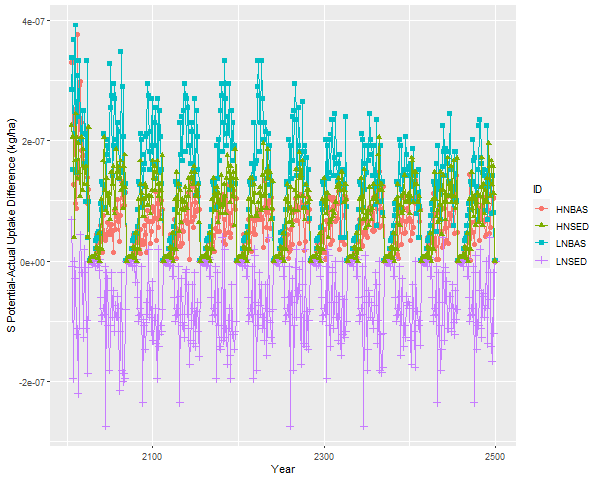 4e-07
2e-07
0e+00
-2e-07
S Potential-Actual Uptake Difference (kg/ha)
2100
2300
2500
Year
ID
HNBAS
HNSED
LNBAS
LNSED